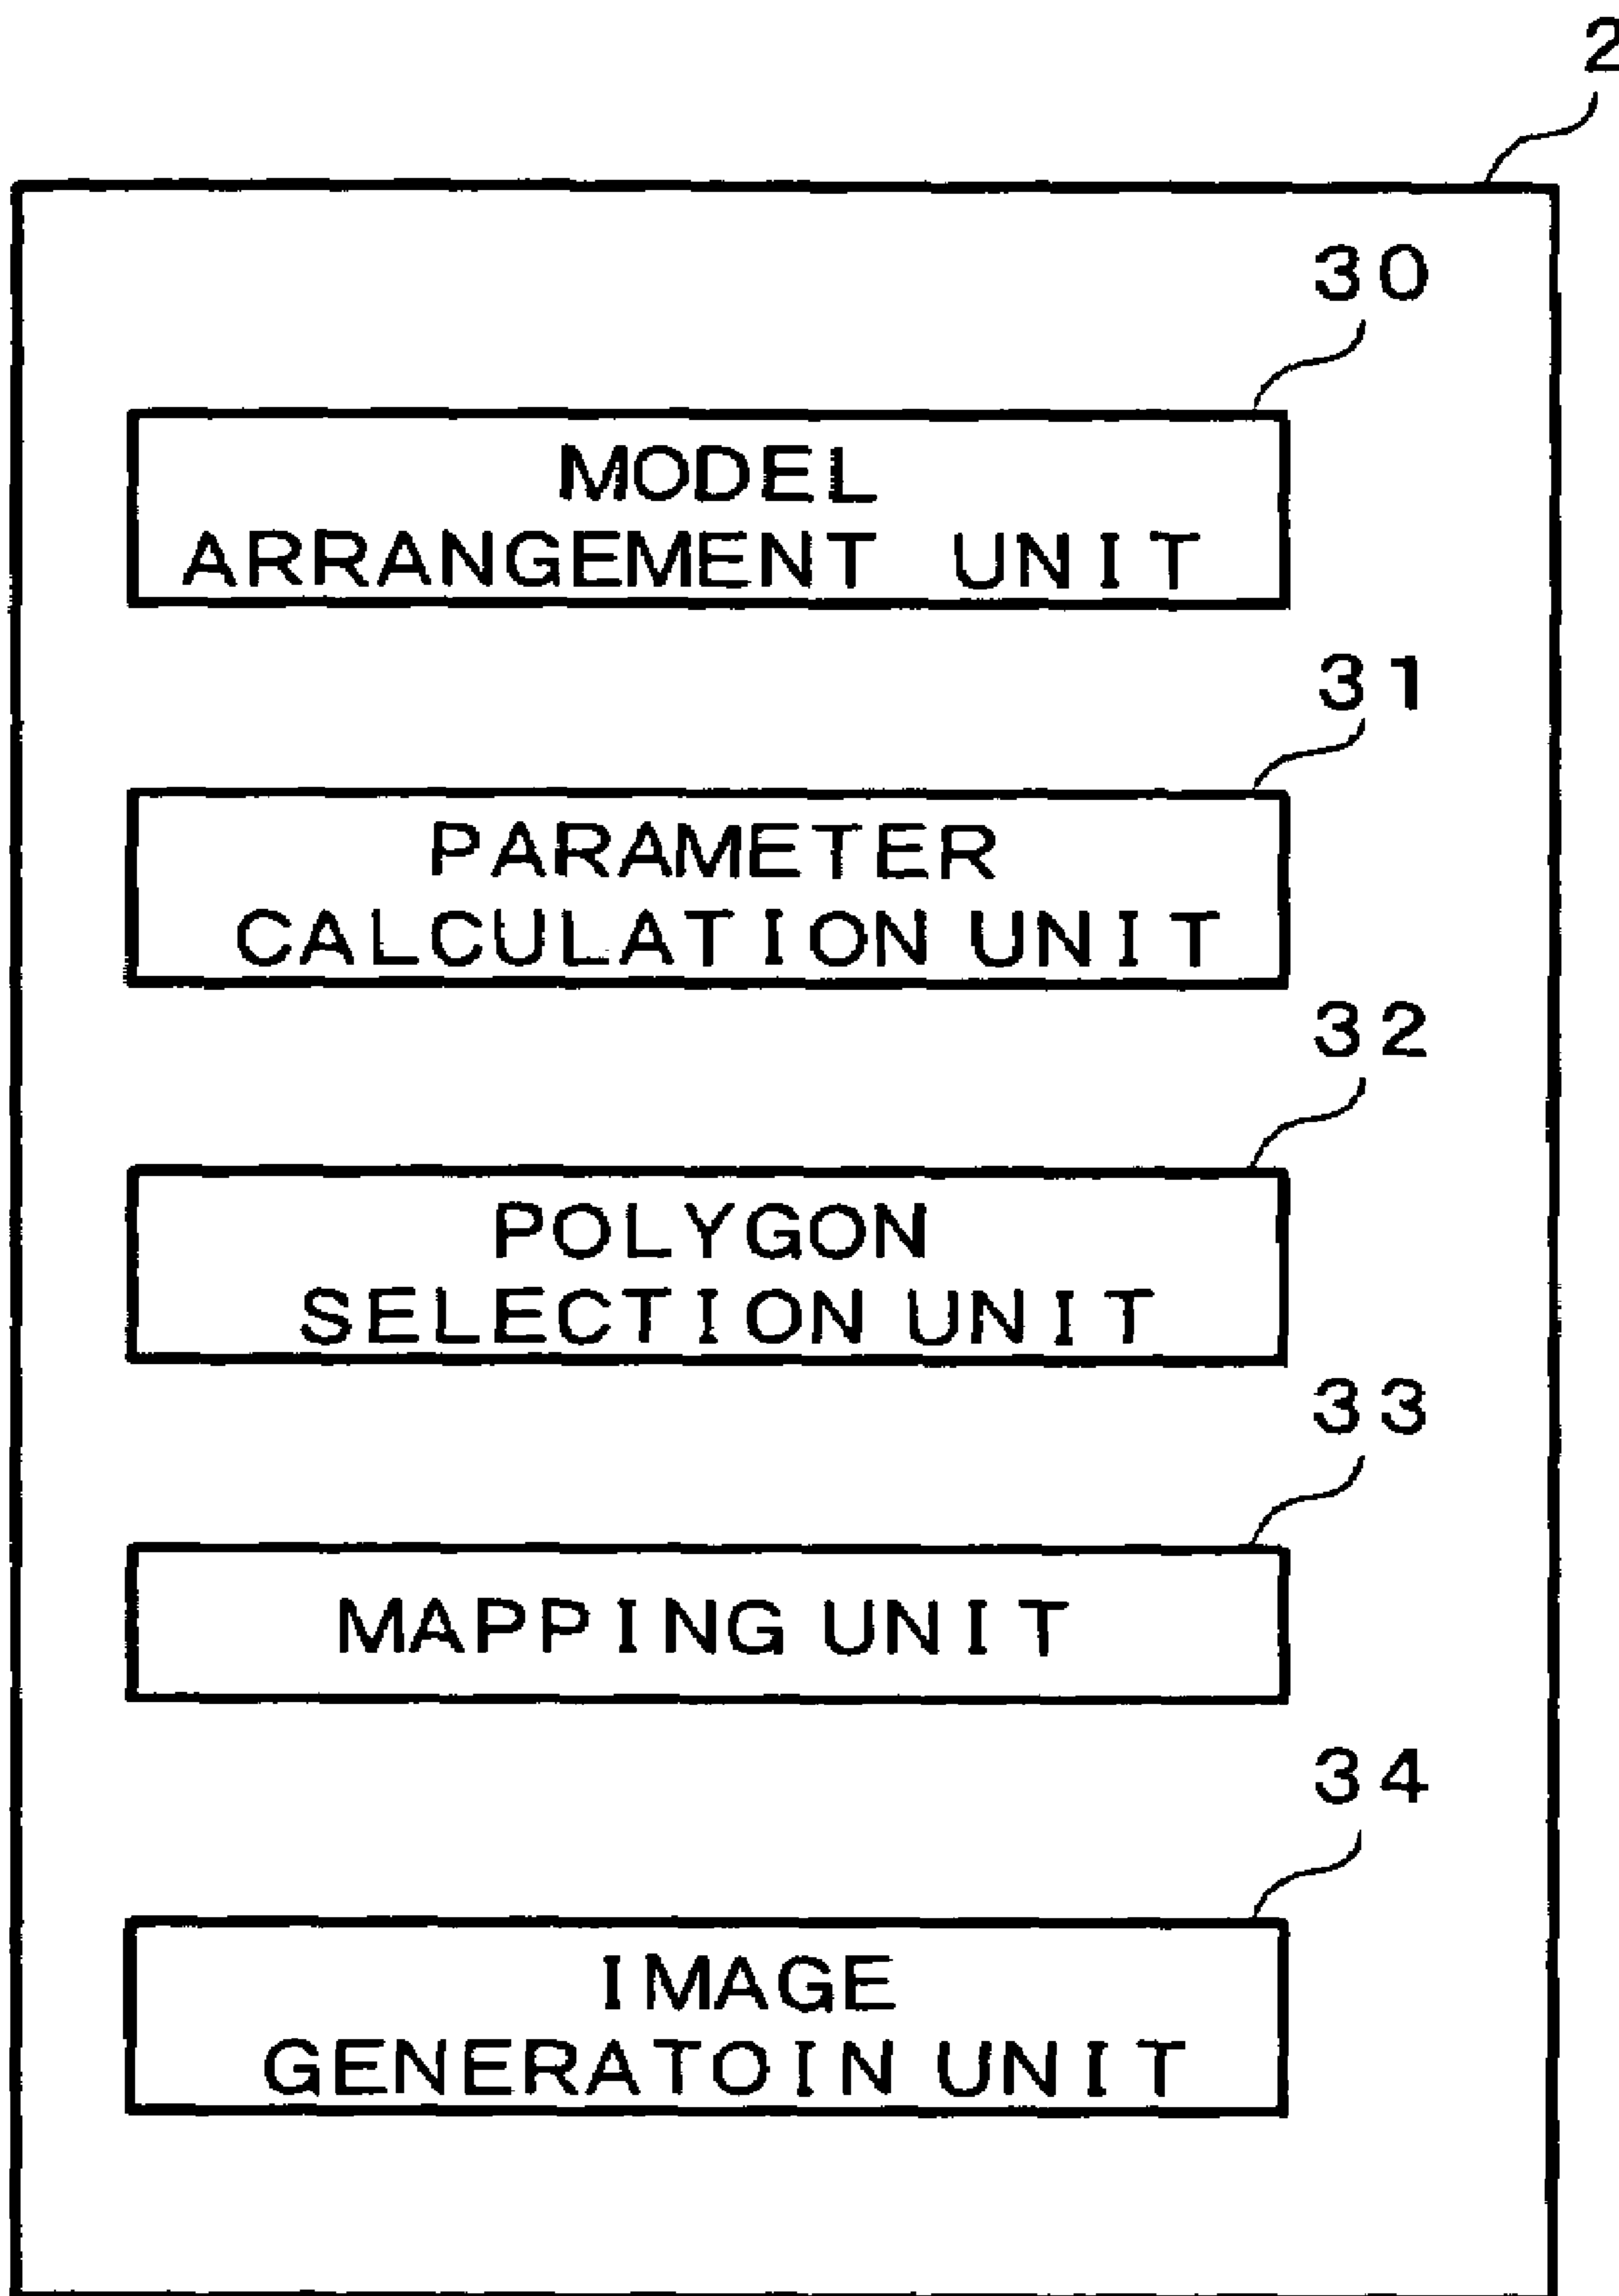 2
30
MODEL
ARRANGEMENT UNIT
31
PARAMETER
CALCULATION UNIT
32
POLYGON
SELECTION UNIT
33
MAPPING UNIT
34
IMAGE
GENERATOIN UNIT